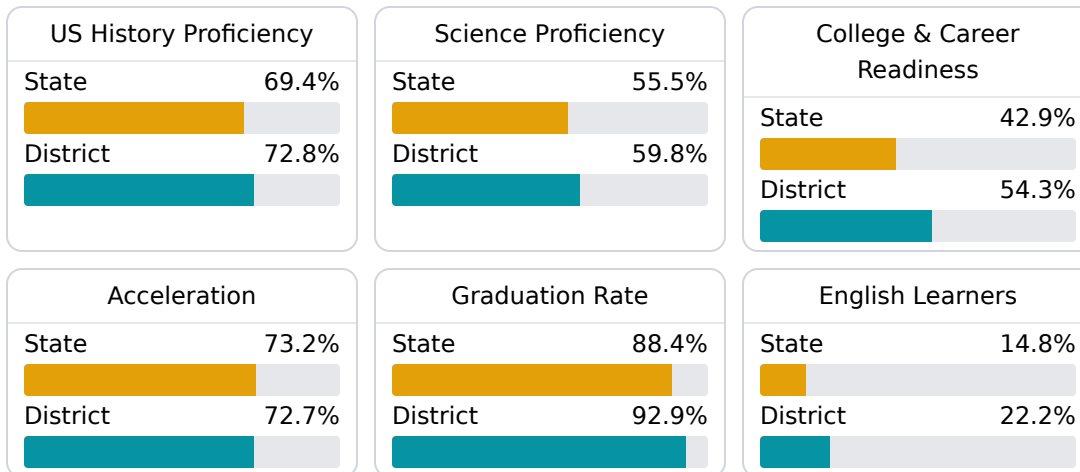 US History Proficiency
State 69.4%
District 72.8%
Science Proficiency
State 55.5%
District 59.8%
College & Career
Readiness
State 42.9%
District 54.3%
Acceleration
State 73.2%
District 72.7%
Graduation Rate
State 88.4%
District 92.9%
English Learners
State 14.8%
District 22.2%